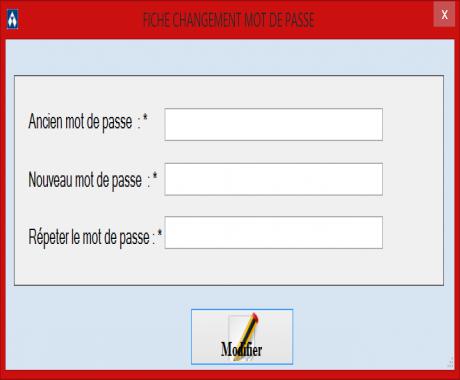 FICHE CHANGEMENT MOT DE PASSE
X
Ancien mot de passe : *
Nouveau mot de passe : *
Répeter le mot de passe : *
Modifier